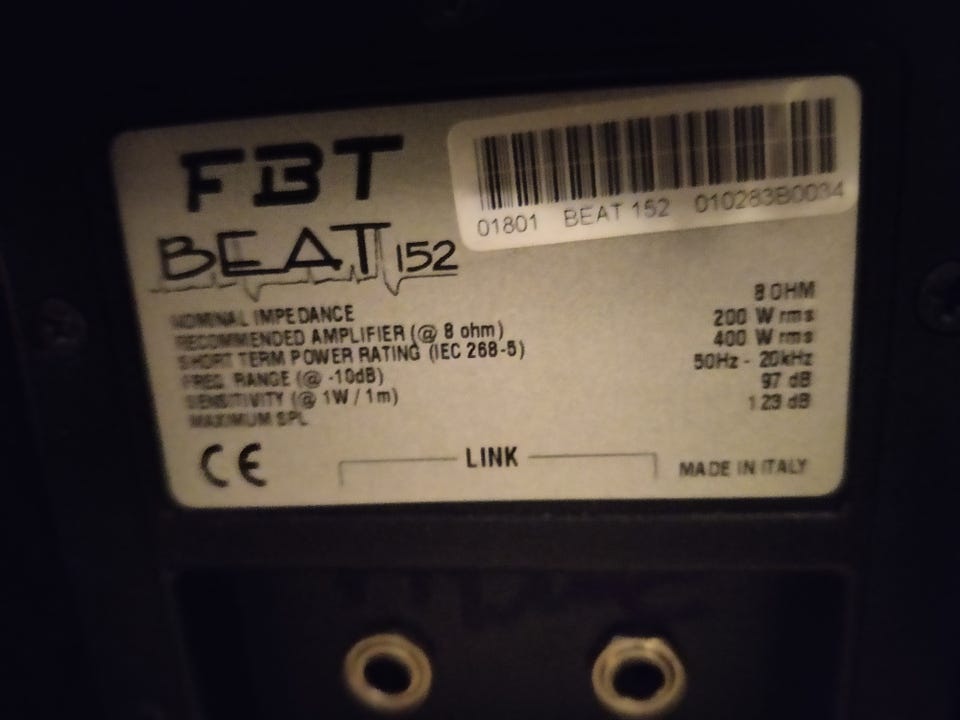 FBT
BEAT 152
01801 BEAT 152 010283B0034
NOMINAL IMPEDANCE 8 OHM
RECOMMENDED AMPLIFIER (@ 8 ohm) 200 W rms
SHORT TERM POWER RATING (IEC 268-5) 400 W rms
FREQ. RANGE (@ -10dB) 50Hz - 20kHz
SENSITIVITY (@ 1W / 1m) 97 dB
MAXIMUM SPL 123 dB
CE
LINK
MADE IN ITALY